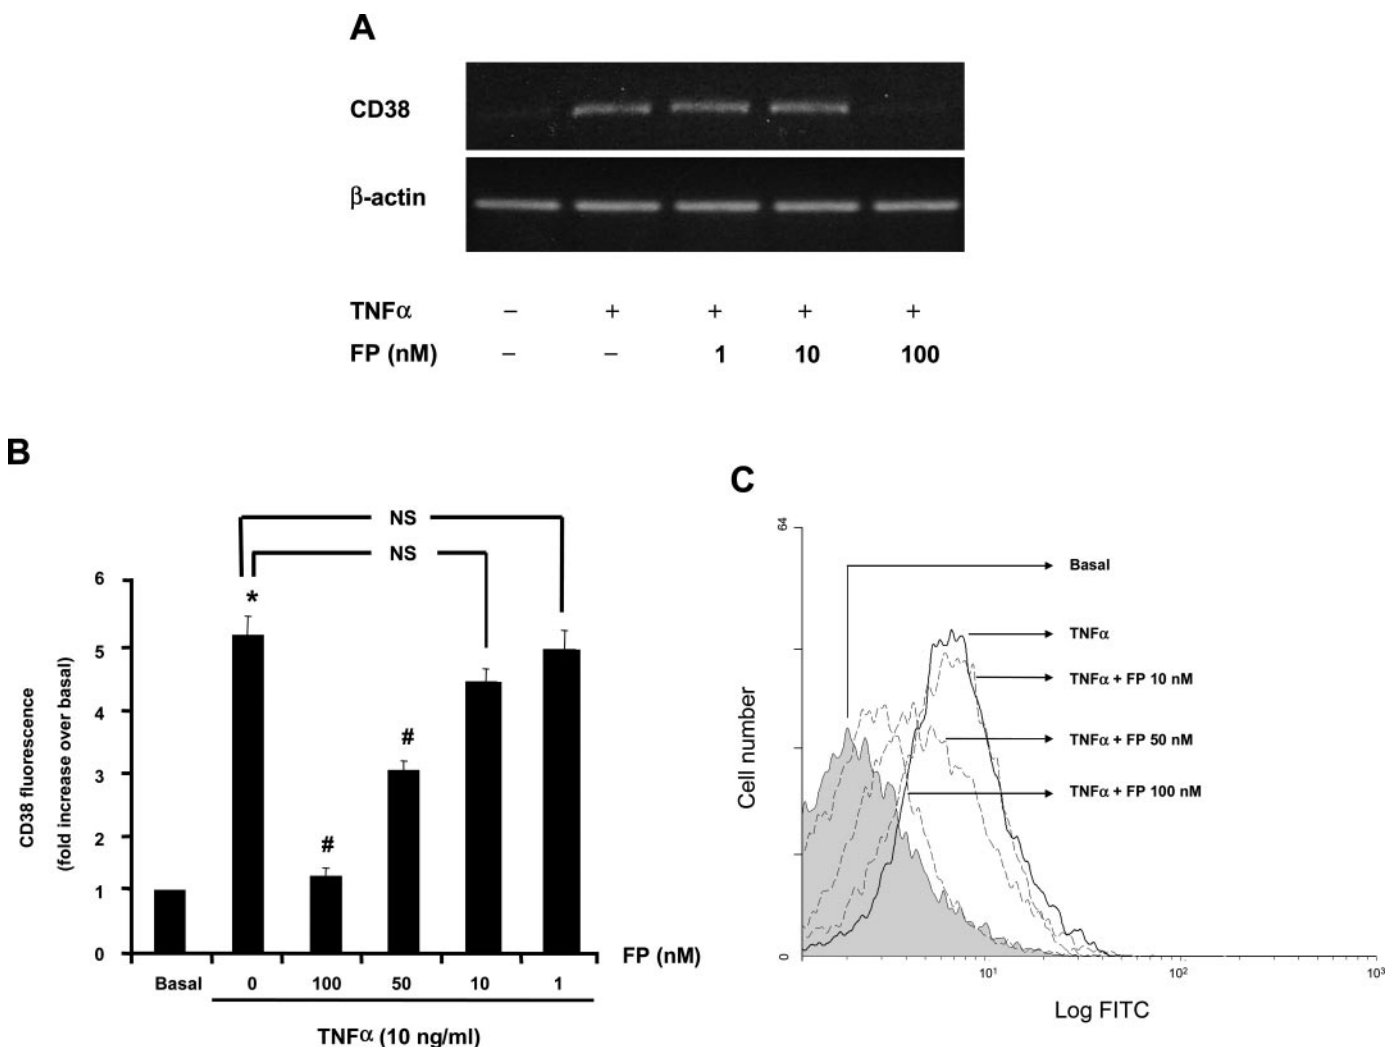 A
CD38
β-actin
TNFα – + + + +
FP (nM) – – 1 10 100
B
NS
NS
CD38 fluorescence
(fold increase over basal)
6
5
4
3
2
1
0
*
#
#
Basal 0 100 50 10 1
FP (nM)
TNFα (10 ng/ml)
C
64
0
Cell number
Basal
TNFα
TNFα + FP 10 nM
TNFα + FP 50 nM
TNFα + FP 100 nM
10¹ 10² 10³
Log FITC